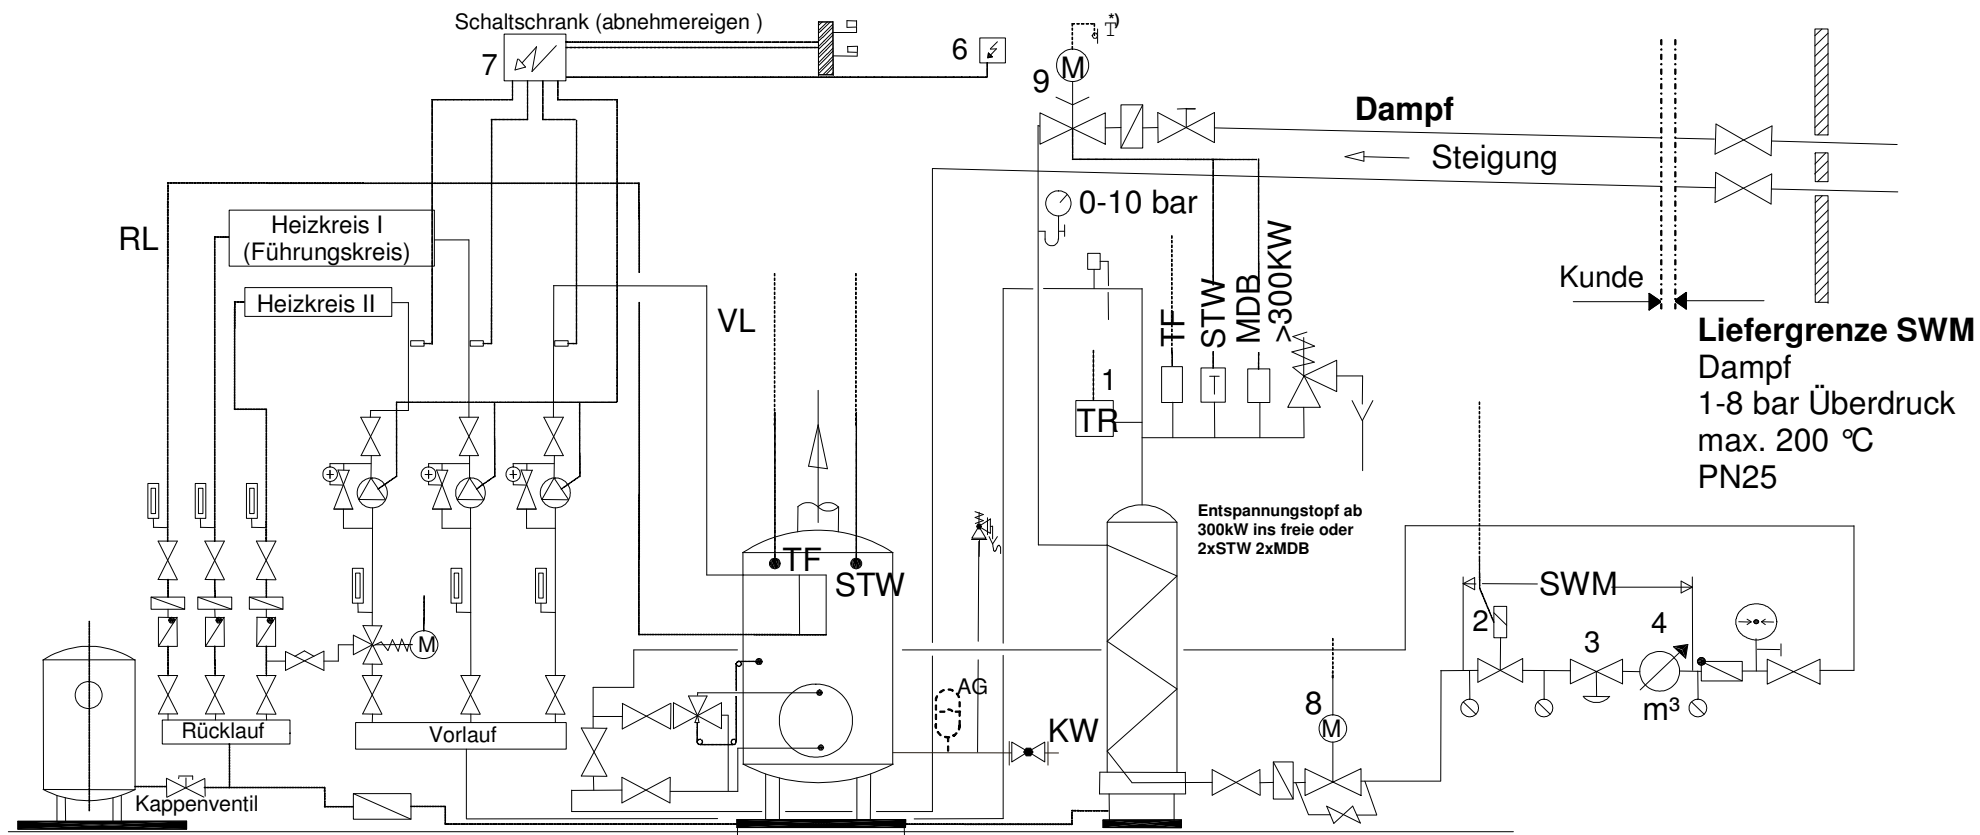 Schaltschrank (abnehmereigen )
7
6
9
M
T*)
Dampf
Steigung
0-10 bar
Kunde
Liefergrenze SWM
Dampf
1-8 bar Überdruck
max. 200 °C
PN25
RL
Heizkreis I
(Führungskreis)
Heizkreis II
VL
TF
STW
MDB
>300KW
1
TR
Entspannungstopf ab
300kW ins freie oder
2xSTW 2xMDB
TF
STW
SWM
2
3
4
m³
M
AG
KW
8
M
Rücklauf
Vorlauf
Kappenventil